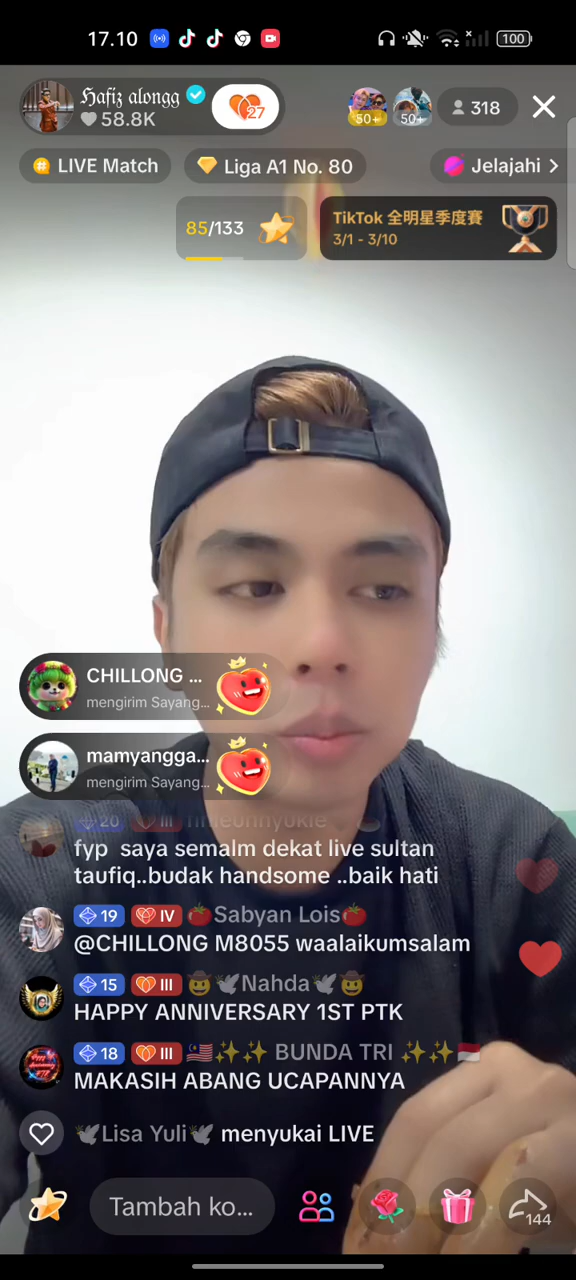 17.10
100
Hafiz alongg
58.8K
27
50+
50+
318
LIVE Match
Liga A1 No. 80
Jelajahi >
85/133
TikTok 全明星季度賽
3/1 - 3/10
CHILLONG ...
mengirim Sayang...
mamyangga...
mengirim Sayang...
20 III
fyp saya semalm dekat live sultan
taufiq..budak handsome ..baik hati
19 IV 🍅Sabyan Lois🍅
@CHILLONG M8055 waalaikumsalam
15 III 🤠🕊Nahda🕊🤠
HAPPY ANNIVERSARY 1ST PTK
18 III 🇲🇾✨✨ BUNDA TRI ✨✨🇮🇩
MAKASIH ABANG UCAPANNYA
🕊Lisa Yuli🕊 menyukai LIVE
Tambah ko...
144